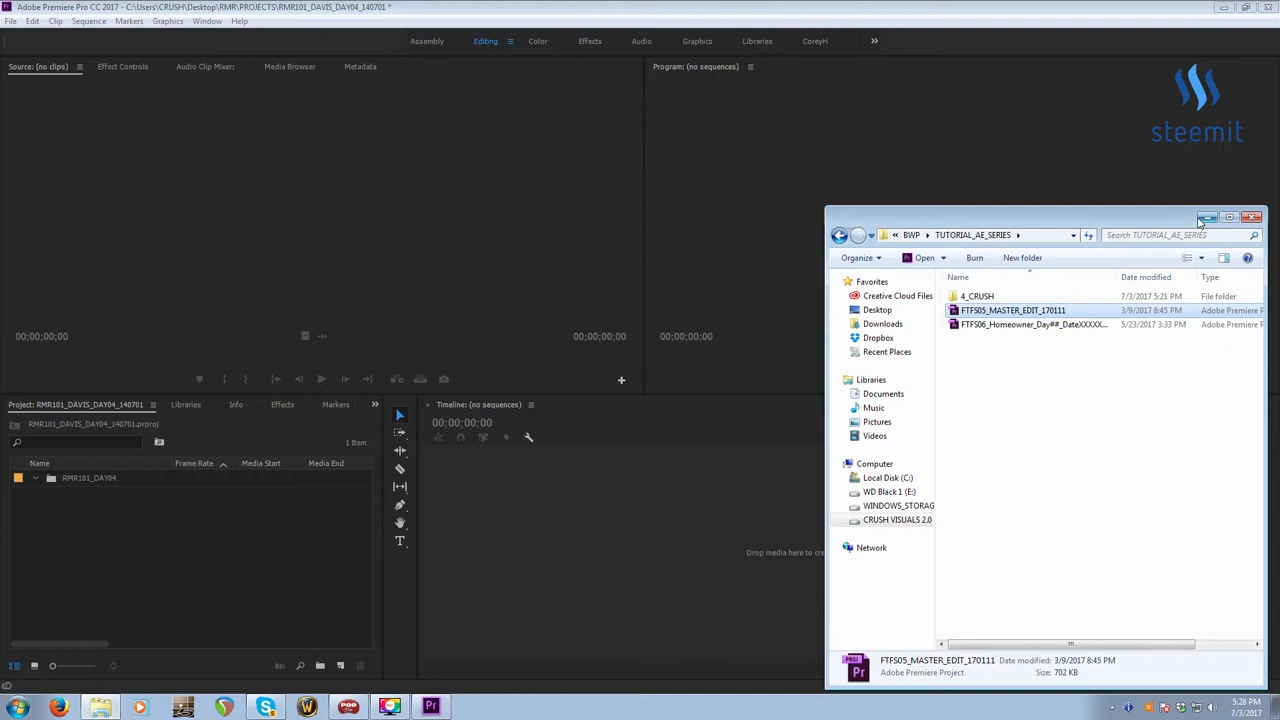 Adobe Premiere Pro CC 2017 - C:\Users\CRUSH\Desktop\RMR\PROJECTS\RMR101_DAVIS_DAY04_140701 *
File Edit Clip Sequence Markers Graphics Window Help
Assembly Editing Color Effects Audio Graphics Libraries CoreyH
Source: (no clips) Effect Controls Audio Clip Mixer: Media Browser Metadata Program: (no sequences)
steemit
BWP TUTORIAL_AE_SERIES Search TUTORIAL_AE_SERIES
Organize Open Burn New folder
Name Date modified Type
Favorites
Creative Cloud Files
Desktop
Downloads
Dropbox
Recent Places
Libraries
Documents
Music
Pictures
Videos
Computer
Local Disk (C:)
WD Black 1 (E:)
WINDOWS_STORAG
CRUSH VISUALS 2.0
Network
4_CRUSH 7/3/2017 5:21 PM File folder
FTFS05_MASTER_EDIT_170111 3/9/2017 8:45 PM Adobe Premiere P
FTFS06_Homeowner_Day##_DateXXXXX... 5/23/2017 3:33 PM Adobe Premiere P
FTFS05_MASTER_EDIT_170111 Date modified: 3/9/2017 8:45 PM
Adobe Premiere Project Size: 702 KB
00;00;00;00 00;00;00;00 00;00;00;00
Project: RMR101_DAVIS_DAY04_140701 Libraries Info Effects Markers
RMR101_DAVIS_DAY04_140701.prproj
1 Item
Name Frame Rate Media Start Media End
RMR101_DAY04
Timeline: (no sequences)
00;00;00;00
Drop media here to cre
5:28 PM
7/3/2017